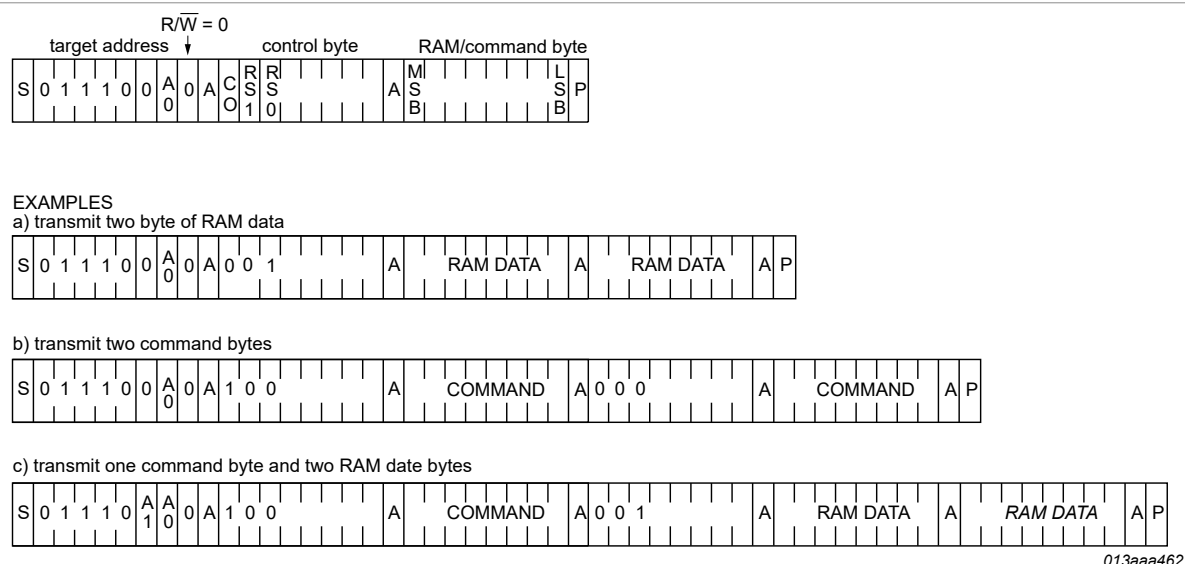 R/W = 0
target address control byte RAM/command byte
S 0 1 1 1 0 0 A0 0 A CO RS1 RS0 A MSB LSB P
EXAMPLES
a) transmit two byte of RAM data
S 0 1 1 1 0 0 A0 0 A 0 0 1 A RAM DATA A RAM DATA A P
b) transmit two command bytes
S 0 1 1 1 0 0 A0 0 A 1 0 0 A COMMAND A 0 0 0 A COMMAND A P
c) transmit one command byte and two RAM date bytes
S 0 1 1 1 0 A1 A0 0 A 1 0 0 A COMMAND A 0 0 1 A RAM DATA A RAM DATA A P
013aaa462